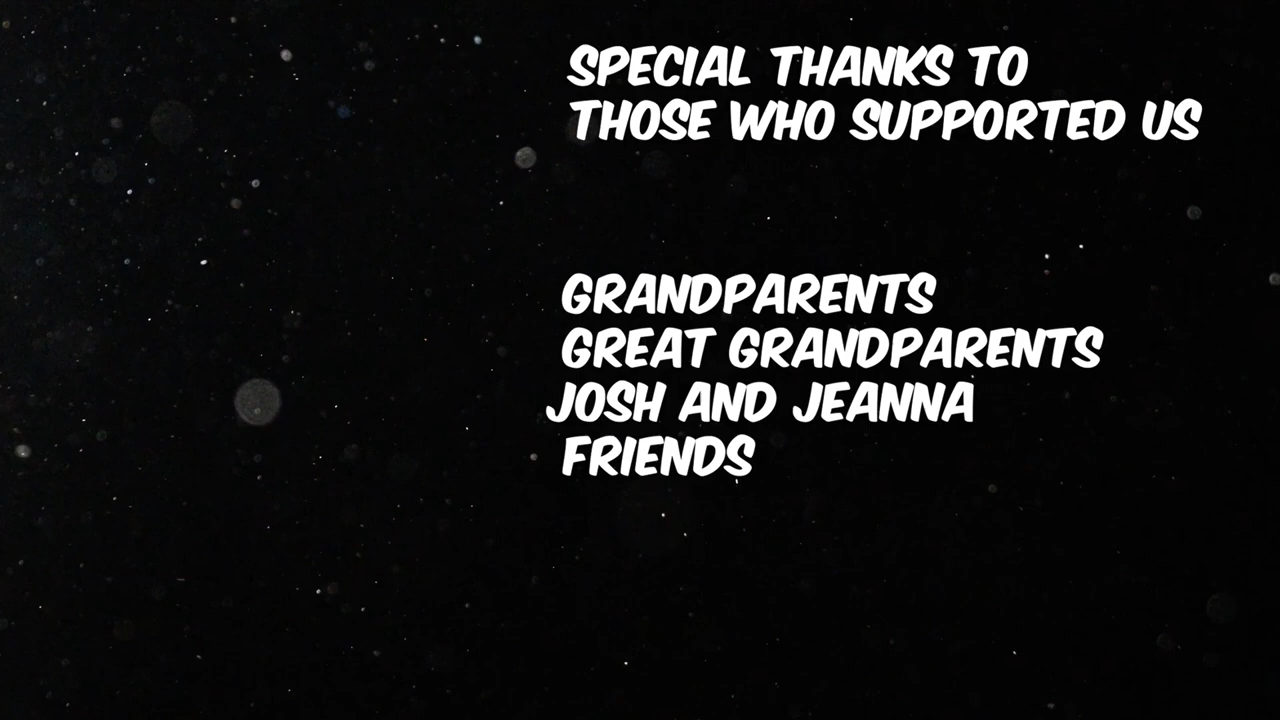 SPECIAL THANKS TO
THOSE WHO SUPPORTED US
GRANDPARENTS
GREAT GRANDPARENTS
JOSH AND JEANNA
FRIENDS